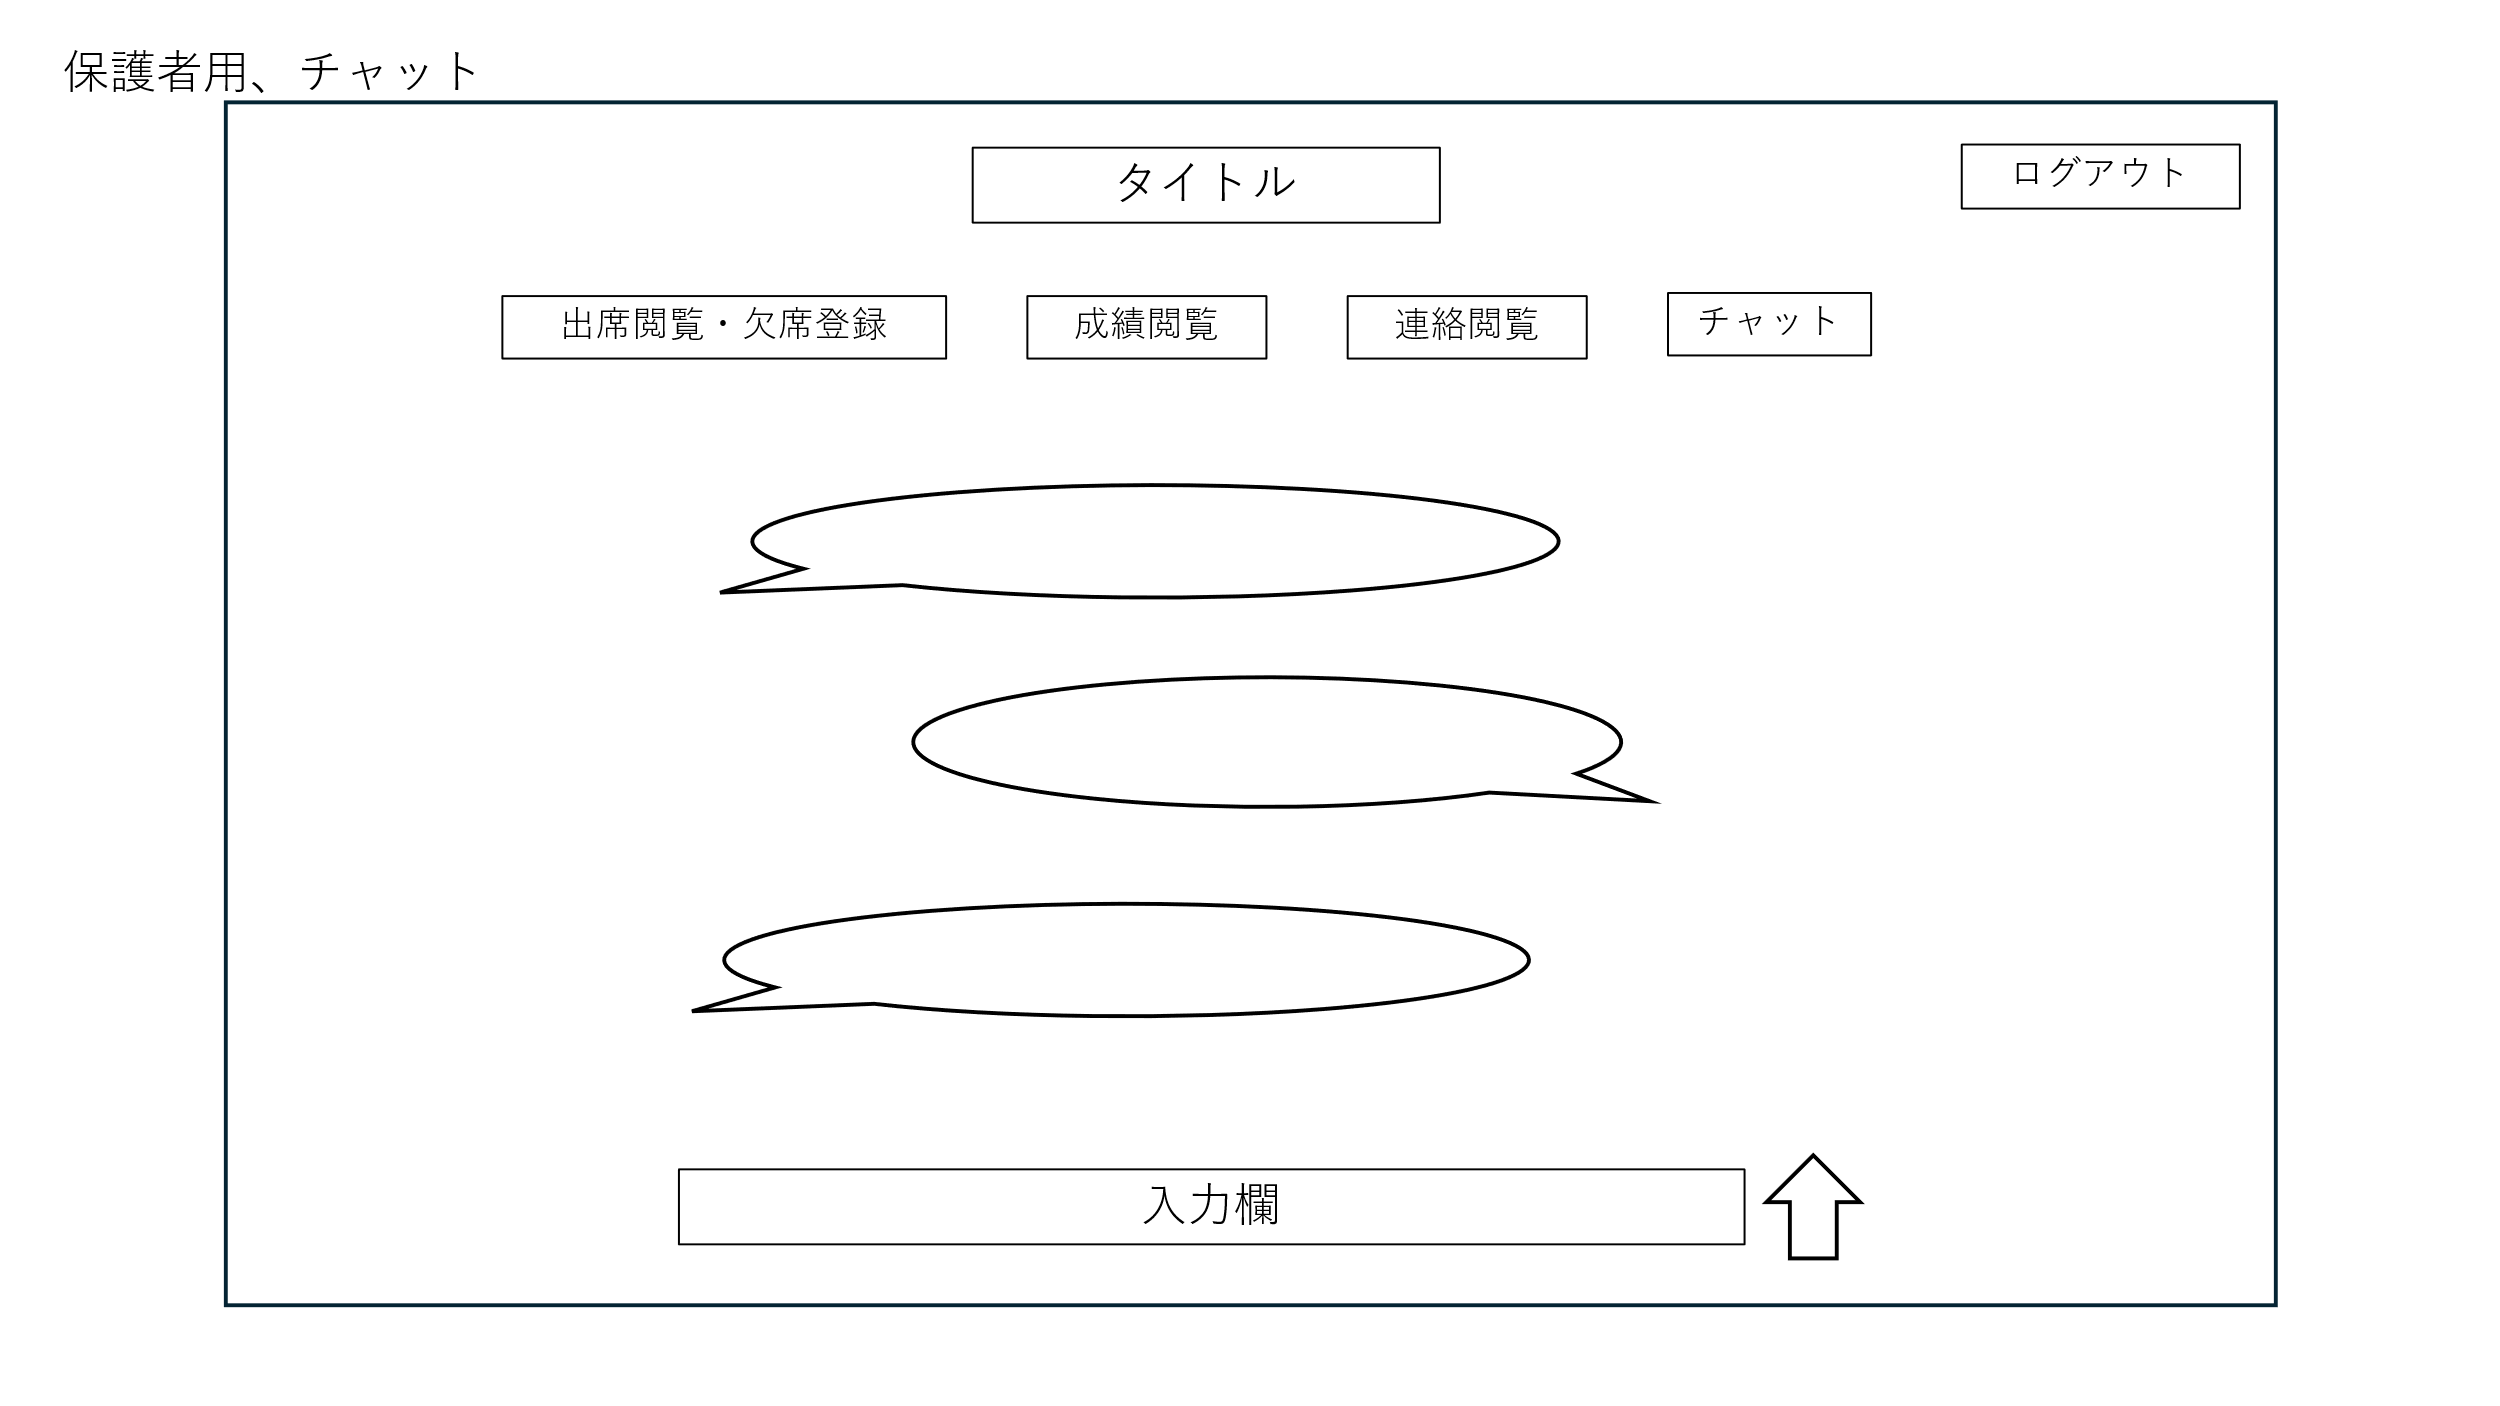 保護者用、チャット
タイトル
ログアウト
出席閲覧・欠席登録
成績閲覧
連絡閲覧
チャット
入力欄